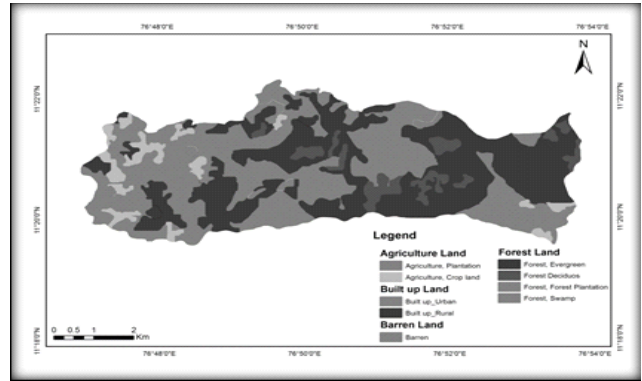 76°48'0"E 76°50'0"E 76°52'0"E 76°54'0"E
N
11°22'0"N 11°22'0"N
11°20'0"N 11°20'0"N
11°18'0"N 11°18'0"N
Legend
Agriculture Land
Agriculture, Plantation
Agriculture, Crop land
Built up Land
Built up_Urban
Built up_Rural
Barren Land
Barren
Forest Land
Forest, Evergreen
Forest Deciduos
Forest, Forest Plantation
Forest, Swamp
0 0.5 1 2
Km
76°48'0"E 76°50'0"E 76°52'0"E 76°54'0"E